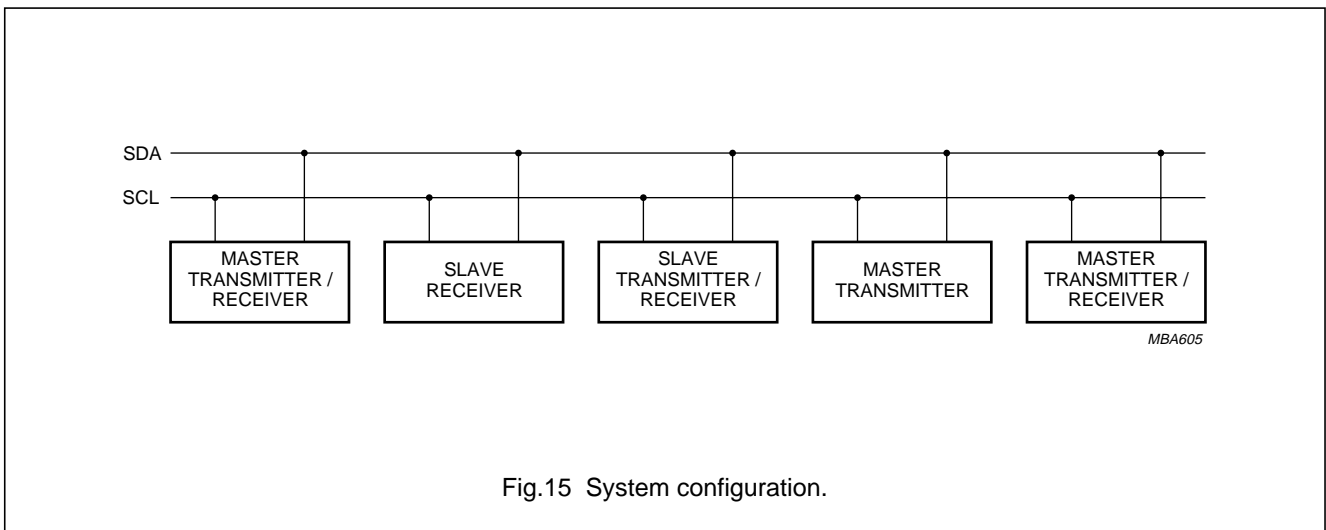 SDA
SCL
MASTER
TRANSMITTER /
RECEIVER
SLAVE
RECEIVER
SLAVE
TRANSMITTER /
RECEIVER
MASTER
TRANSMITTER
MASTER
TRANSMITTER /
RECEIVER
MBA605
Fig.15 System configuration.